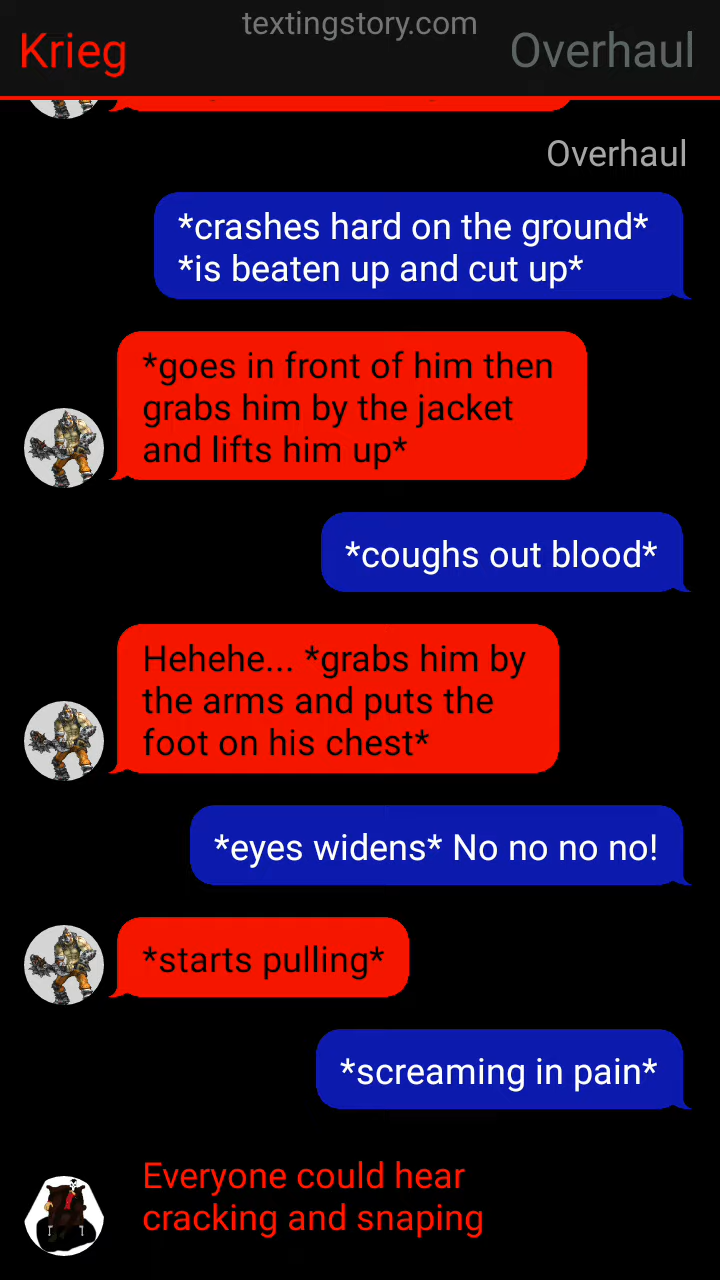 textingstory.com
Krieg
Overhaul
Overhaul
*crashes hard on the ground*
*is beaten up and cut up*
*goes in front of him then
grabs him by the jacket
and lifts him up*
*coughs out blood*
Hehehe... *grabs him by
the arms and puts the
foot on his chest*
*eyes widens* No no no no!
*starts pulling*
*screaming in pain*
Everyone could hear
cracking and snaping